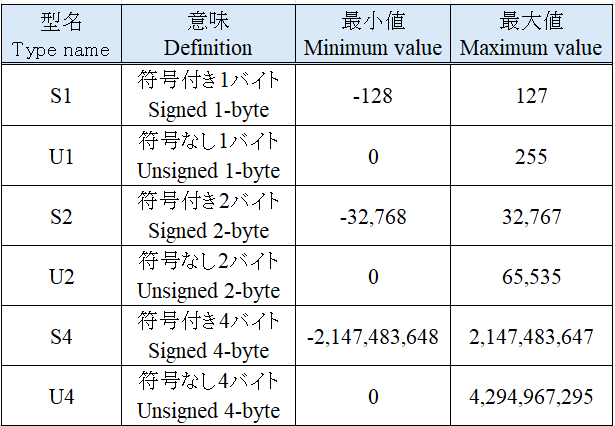 型名 意味 最小値 最大値
Type name Definition Minimum value Maximum value
符号付き1バイト
S1 -128 127
Signed 1-byte
符号なし1バイト
U1 0 255
Unsigned 1-byte
符号付き2バイト
S2 -32,768 32,767
Signed 2-byte
符号なし2バイト
U2 0 65,535
Unsigned 2-byte
符号付き4バイト
S4 -2,147,483,648 2,147,483,647
Signed 4-byte
符号なし4バイト
U4 0 4,294,967,295
Unsigned 4-byte